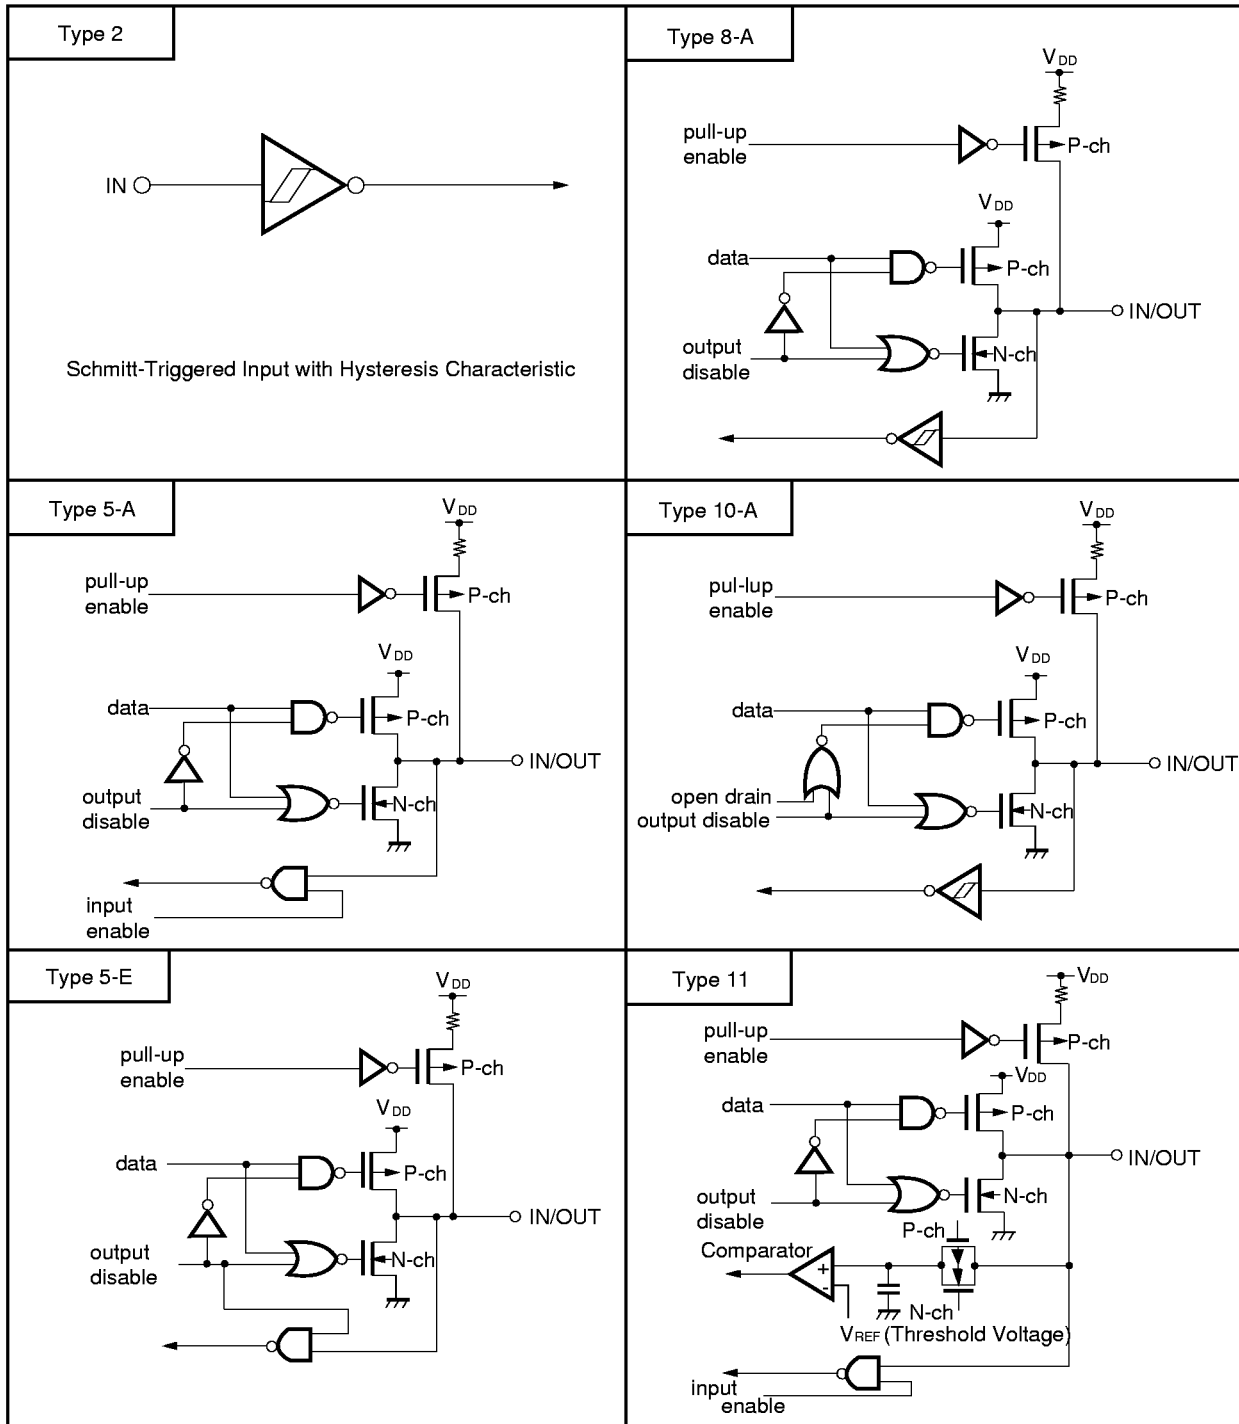 Type 2
IN
Schmitt-Triggered Input with Hysteresis Characteristic
Type 8-A
VDD
pull-up
enable
P-ch
VDD
data
P-ch
IN/OUT
output
disable
N-ch
Type 5-A
VDD
pull-up
enable
P-ch
VDD
data
P-ch
IN/OUT
output
disable
N-ch
input
enable
Type 10-A
VDD
pul-lup
enable
P-ch
VDD
data
P-ch
IN/OUT
open drain
output disable
N-ch
Type 5-E
VDD
pull-up
enable
P-ch
VDD
data
P-ch
IN/OUT
output
disable
N-ch
Type 11
VDD
pull-up
enable
P-ch
VDD
data
P-ch
IN/OUT
output
disable
N-ch
P-ch
Comparator
+
-
N-ch
VREF (Threshold Voltage)
input
enable